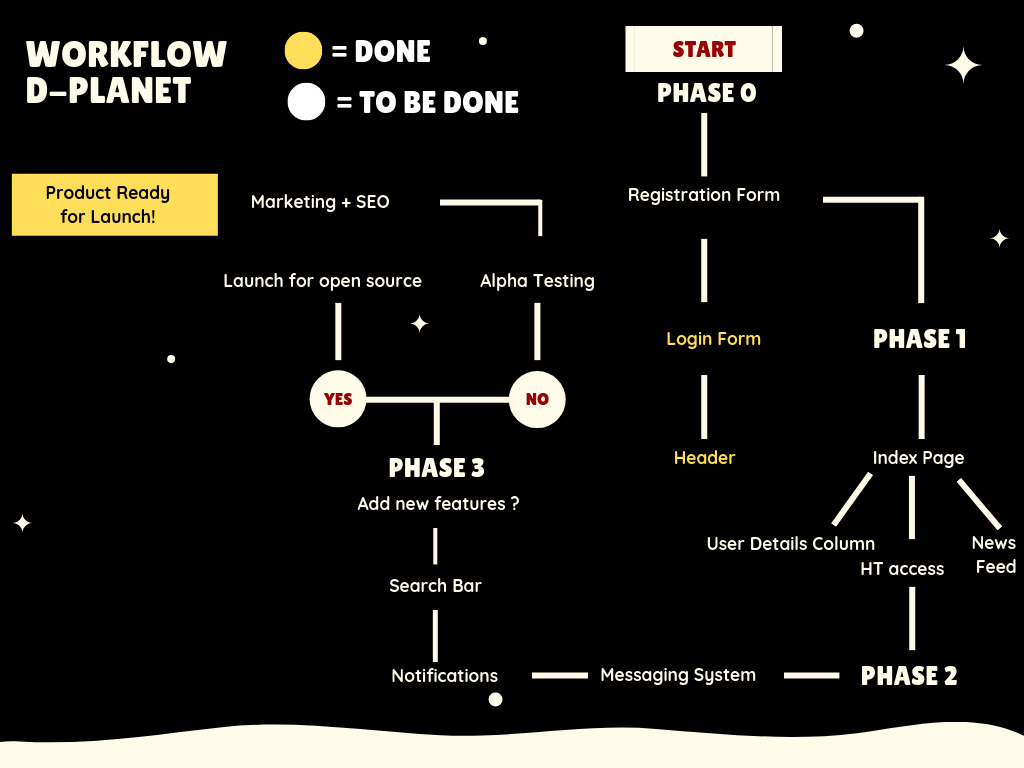 WORKFLOW
D-PLANET
= DONE
= TO BE DONE
START
PHASE 0
Product Ready
for Launch!
Marketing + SEO
Registration Form
Launch for open source
Alpha Testing
Login Form
PHASE 1
YES
NO
Header
Index Page
PHASE 3
Add new features ?
User Details Column
HT access
News
Feed
Search Bar
Notifications
Messaging System
PHASE 2